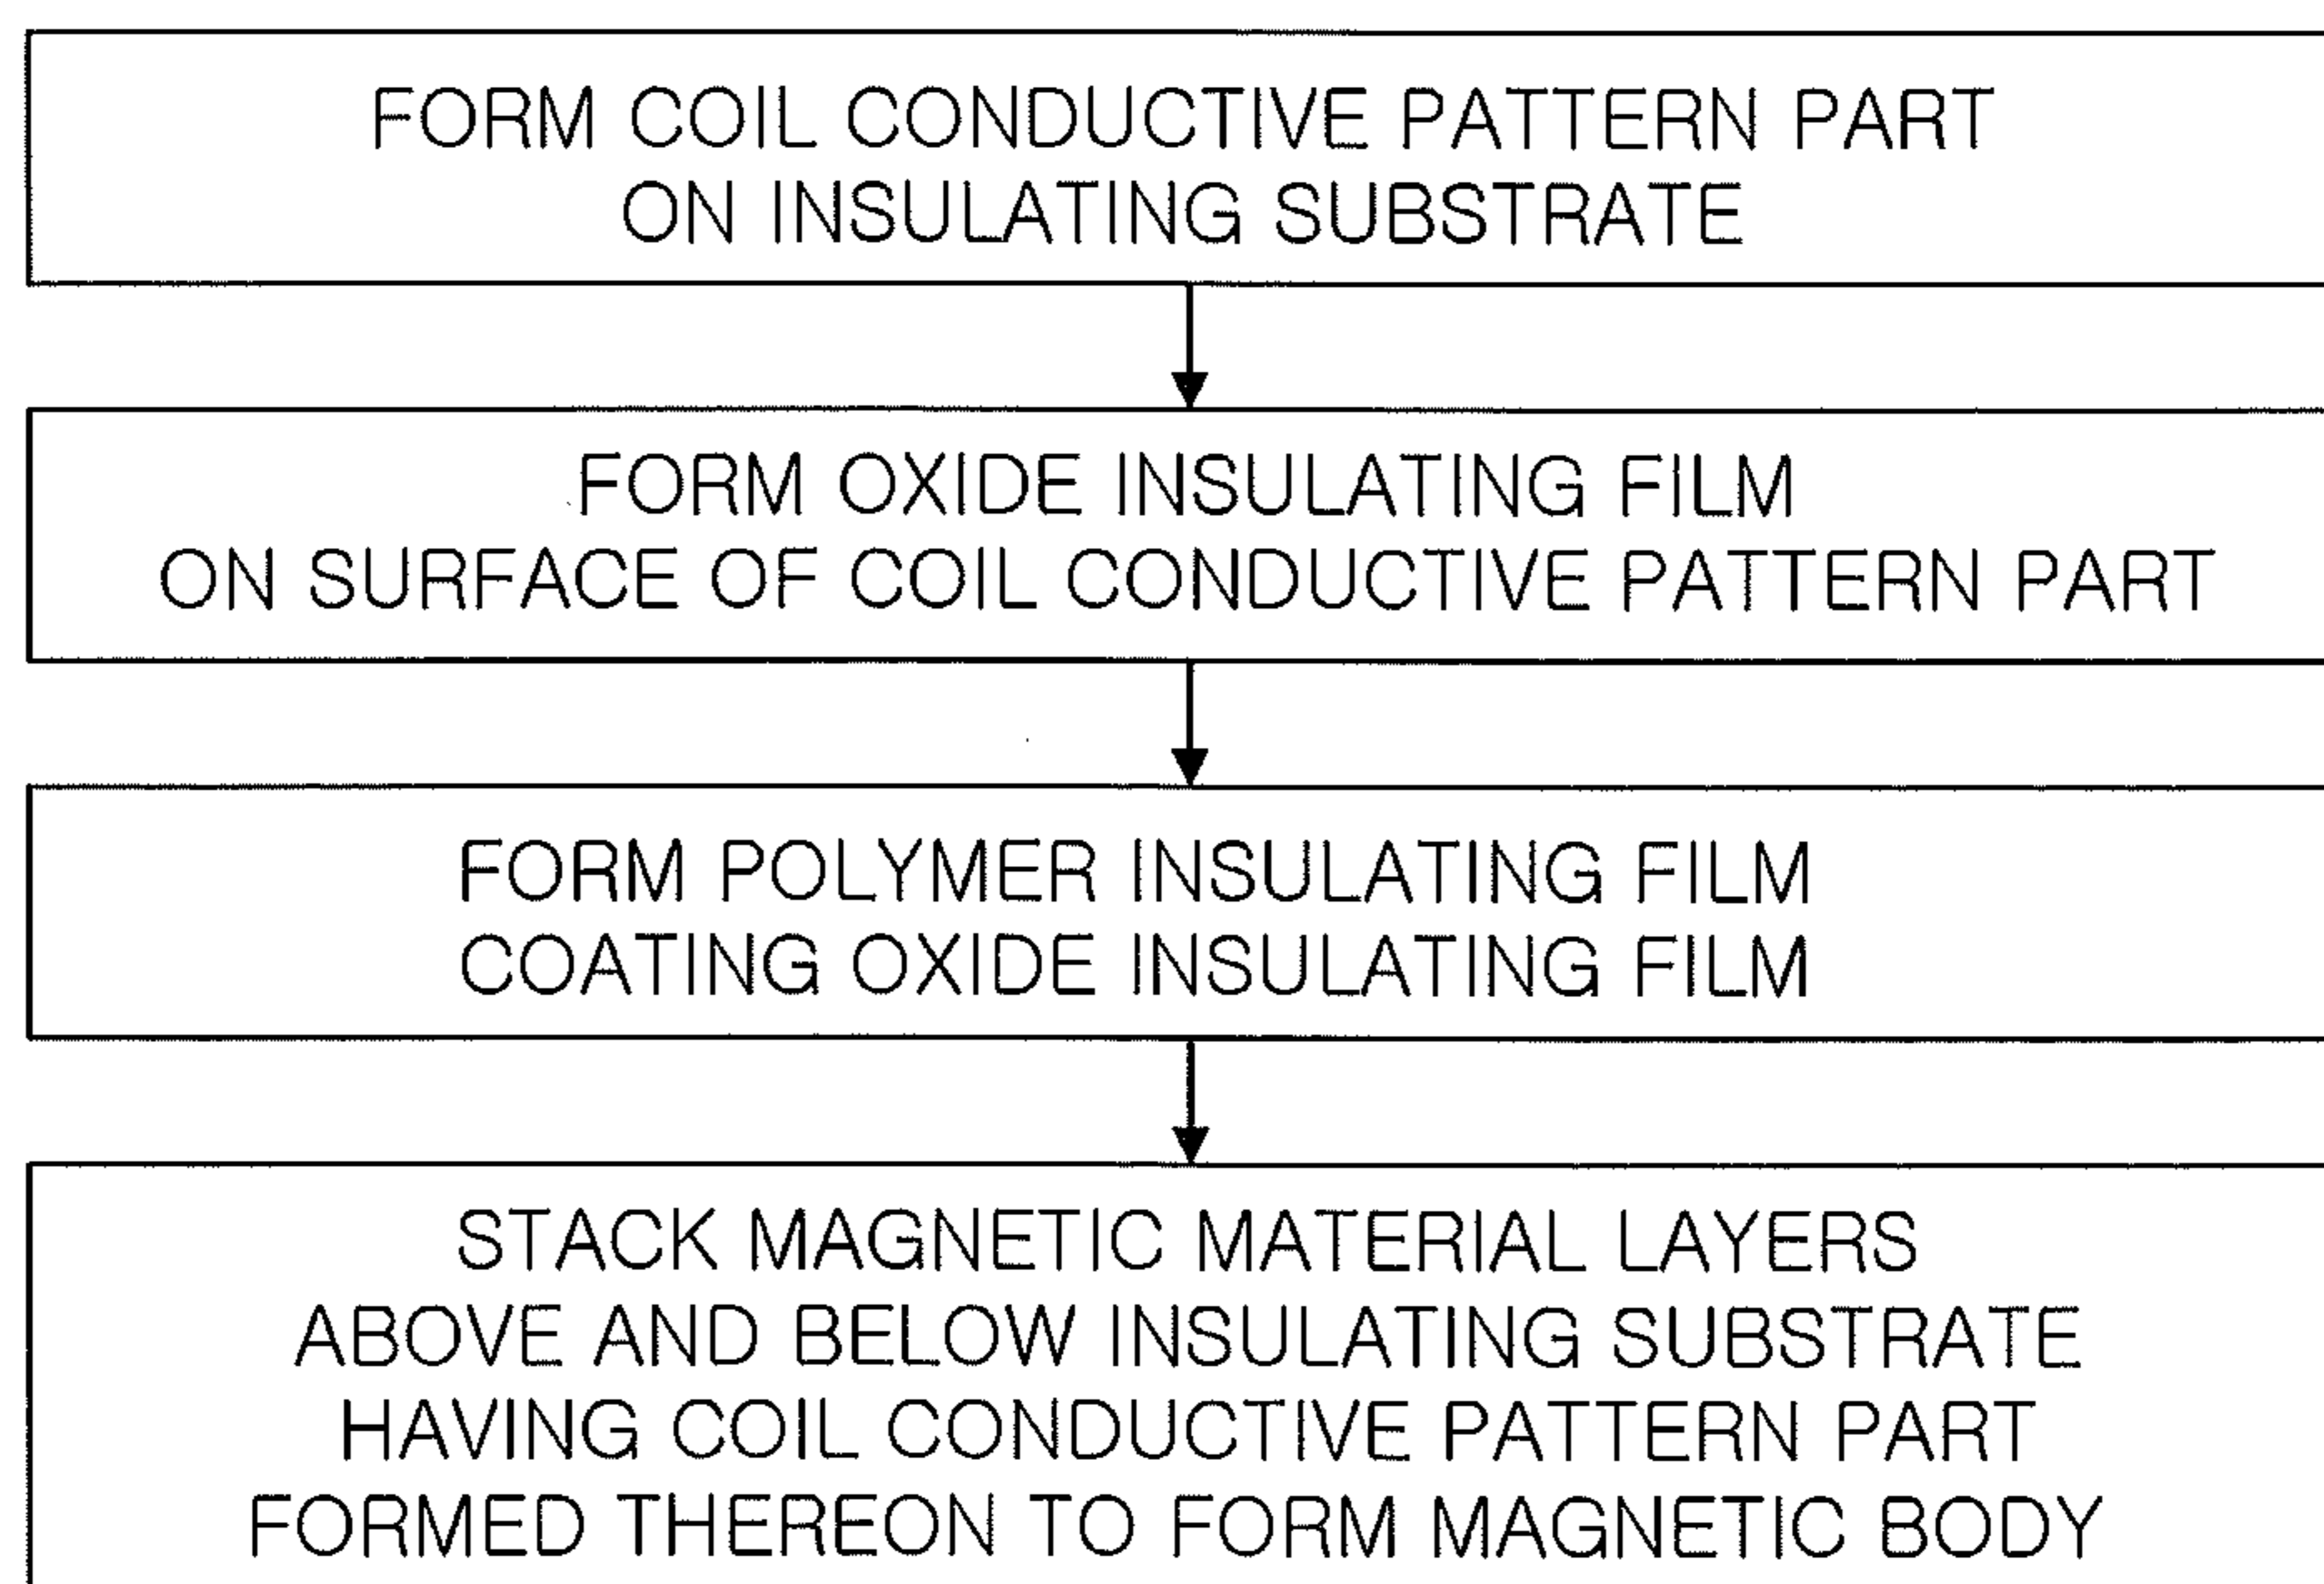 FORM COIL CONDUCTIVE PATTERN PART
ON INSULATING SUBSTRATE
FORM OXIDE INSULATING FILM
ON SURFACE OF COIL CONDUCTIVE PATTERN PART
FORM POLYMER INSULATING FILM
COATING OXIDE INSULATING FILM
STACK MAGNETIC MATERIAL LAYERS
ABOVE AND BELOW INSULATING SUBSTRATE
HAVING COIL CONDUCTIVE PATTERN PART
FORMED THEREON TO FORM MAGNETIC BODY